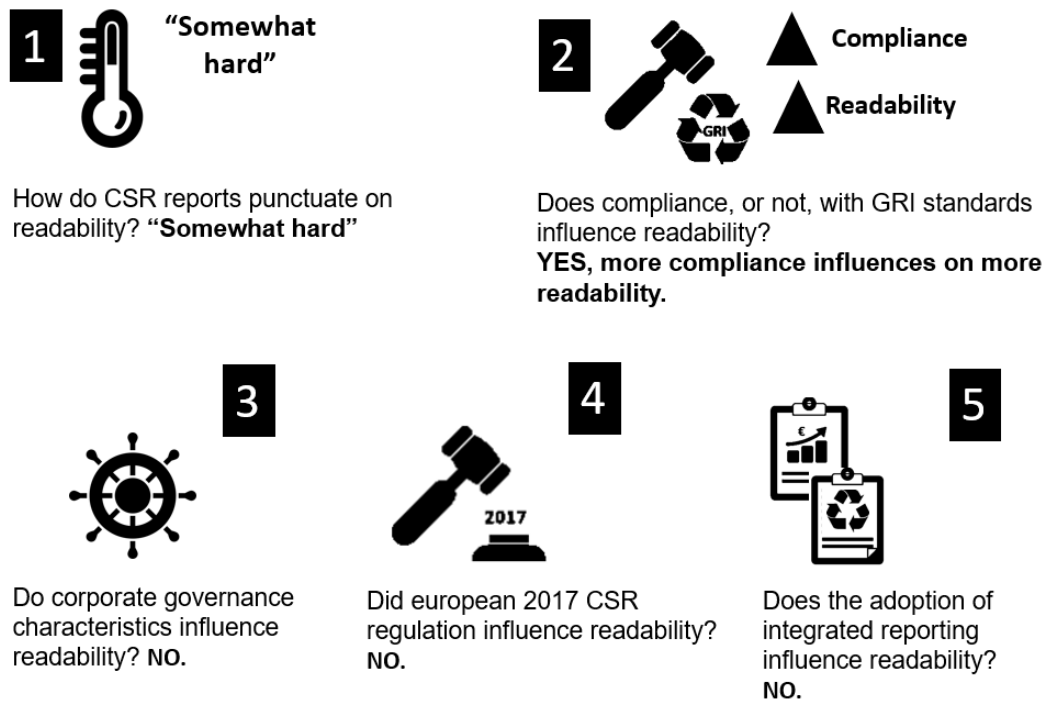 1
“Somewhat
hard”
How do CSR reports punctuate on
readability? “Somewhat hard”
2
GRI
Compliance
Readability
Does compliance, or not, with GRI standards
influence readability?
YES, more compliance influences on more
readability.
3
Do corporate governance
characteristics influence
readability? NO.
4
2017
Did european 2017 CSR
regulation influence readability?
NO.
5
€
Does the adoption of
integrated reporting
influence readability?
NO.